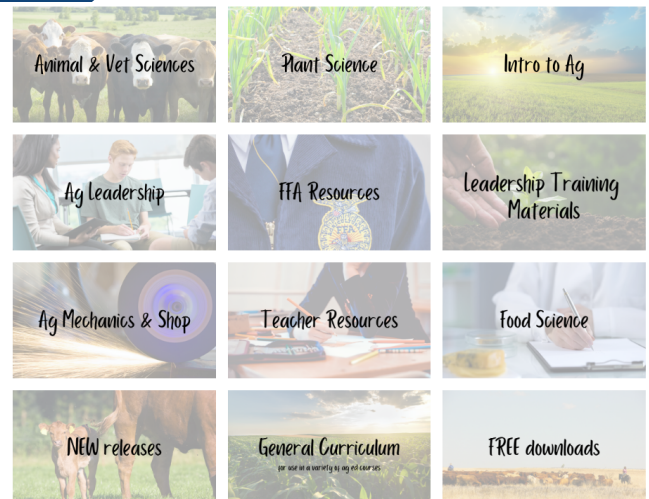 Animal & Vet Sciences
Plant Science
Intro to Ag
Ag Leadership
FFA Resources
FFA
Leadership Training
Materials
Ag Mechanics & Shop
Teacher Resources
Food Science
NEW releases
General Curriculum
for use in a variety of ag ed courses
FREE downloads